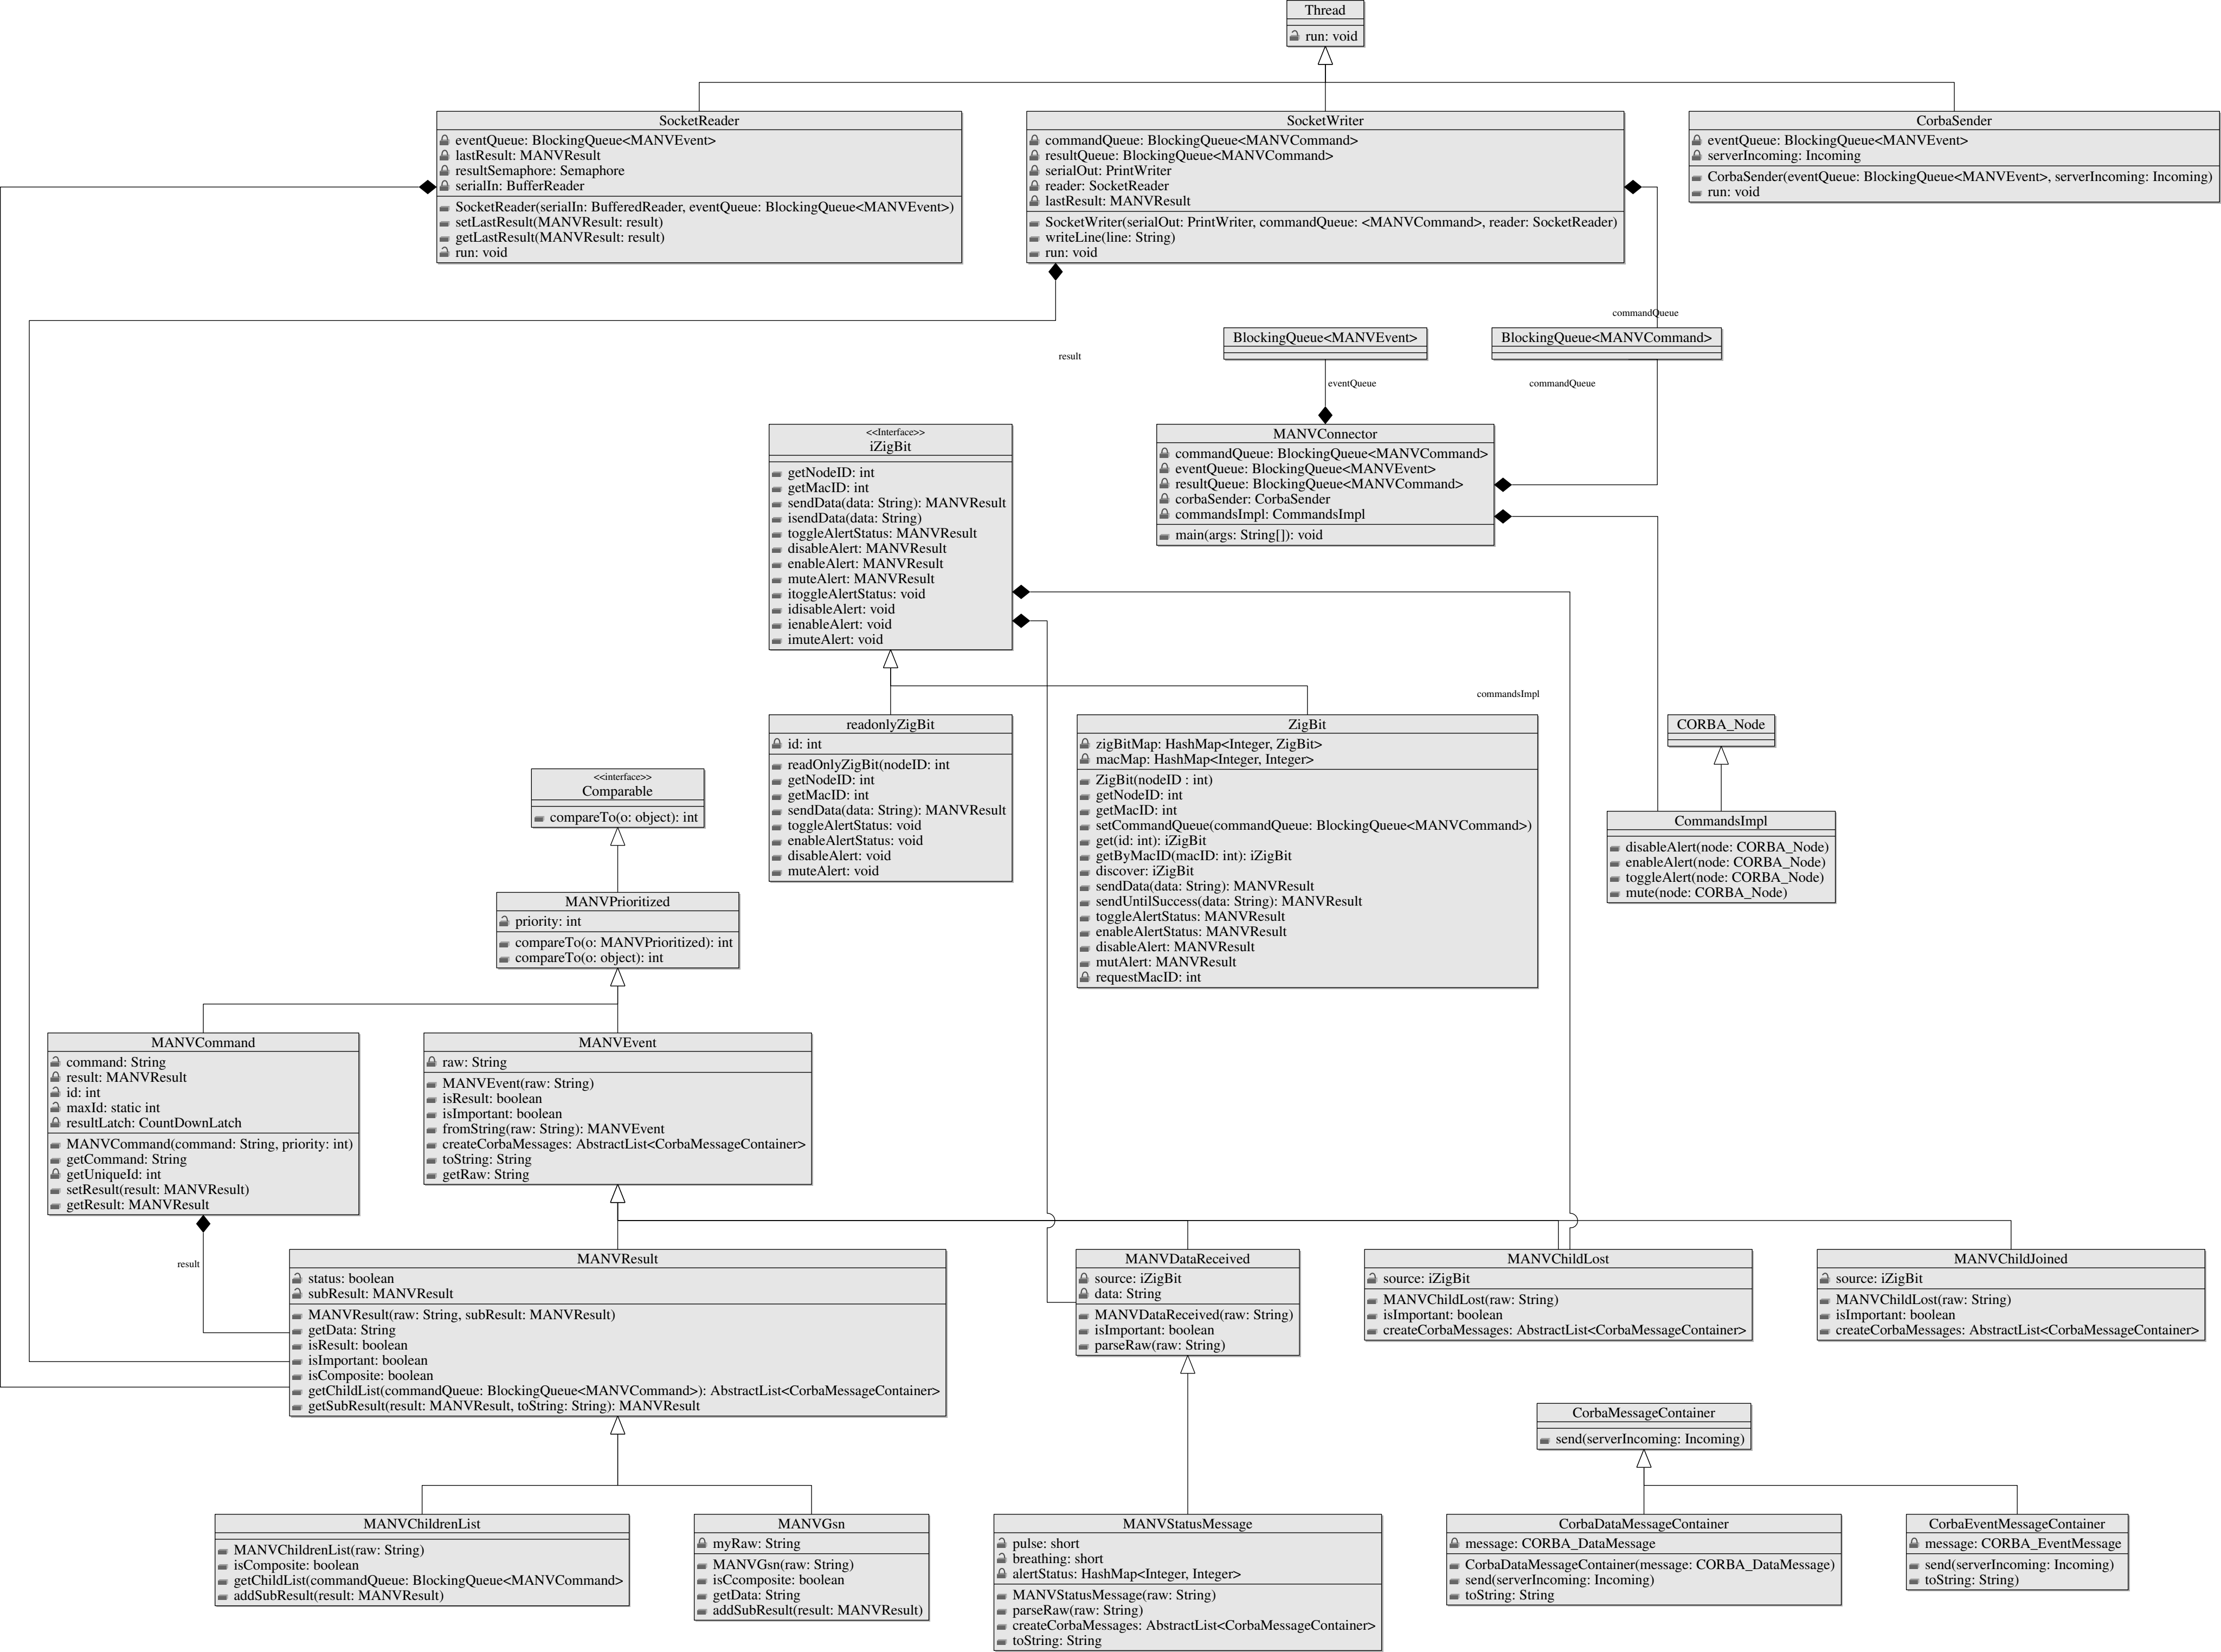 Thread
run: void
SocketReader
eventQueue: BlockingQueue<MANVEvent>
lastResult: MANVResult
resultSemaphore: Semaphore
serialIn: BufferReader
SocketReader(serialIn: BufferedReader, eventQueue: BlockingQueue<MANVEvent>)
setLastResult(MANVResult: result)
getLastResult(MANVResult: result)
run: void
SocketWriter
commandQueue: BlockingQueue<MANVCommand>
resultQueue: BlockingQueue<MANVCommand>
serialOut: PrintWriter
reader: SocketReader
lastResult: MANVResult
SocketWriter(serialOut: PrintWriter, commandQueue: <MANVCommand>, reader: SocketReader)
writeLine(line: String)
run: void
CorbaSender
eventQueue: BlockingQueue<MANVEvent>
serverIncoming: Incoming
CorbaSender(eventQueue: BlockingQueue<MANVEvent>, serverIncoming: Incoming)
run: void
commandQueue
BlockingQueue<MANVEvent>
BlockingQueue<MANVCommand>
result
eventQueue
commandQueue
<<Interface>>
iZigBit
getNodeID: int
getMacID: int
sendData(data: String): MANVResult
isendData(data: String)
toggleAlertStatus: MANVResult
disableAlert: MANVResult
enableAlert: MANVResult
muteAlert: MANVResult
itoggleAlertStatus: void
idisableAlert: void
ienableAlert: void
imuteAlert: void
MANVConnector
commandQueue: BlockingQueue<MANVCommand>
eventQueue: BlockingQueue<MANVEvent>
resultQueue: BlockingQueue<MANVCommand>
corbaSender: CorbaSender
commandsImpl: CommandsImpl
main(args: String[]): void
commandsImpl
readonlyZigBit
id: int
readOnlyZigBit(nodeID: int
getNodeID: int
getMacID: int
sendData(data: String): MANVResult
toggleAlertStatus: void
enableAlertStatus: void
disableAlert: void
muteAlert: void
ZigBit
zigBitMap: HashMap<Integer, ZigBit>
macMap: HashMap<Integer, Integer>
ZigBit(nodeID : int)
getNodeID: int
getMacID: int
setCommandQueue(commandQueue: BlockingQueue<MANVCommand>)
get(id: int): iZigBit
getByMacID(macID: int): iZigBit
discover: iZigBit
sendData(data: String): MANVResult
sendUntilSuccess(data: String): MANVResult
toggleAlertStatus: MANVResult
enableAlertStatus: MANVResult
disableAlert: MANVResult
mutAlert: MANVResult
requestMacID: int
CORBA_Node
CommandsImpl
disableAlert(node: CORBA_Node)
enableAlert(node: CORBA_Node)
toggleAlert(node: CORBA_Node)
mute(node: CORBA_Node)
<<interface>>
Comparable
compareTo(o: object): int
MANVPrioritized
priority: int
compareTo(o: MANVPrioritized): int
compareTo(o: object): int
MANVCommand
command: String
result: MANVResult
id: int
maxId: static int
resultLatch: CountDownLatch
MANVCommand(command: String, priority: int)
getCommand: String
getUniqueId: int
setResult(result: MANVResult)
getResult: MANVResult
MANVEvent
raw: String
MANVEvent(raw: String)
isResult: boolean
isImportant: boolean
fromString(raw: String): MANVEvent
createCorbaMessages: AbstractList<CorbaMessageContainer>
toString: String
getRaw: String
result
MANVResult
status: boolean
subResult: MANVResult
MANVResult(raw: String, subResult: MANVResult)
getData: String
isResult: boolean
isImportant: boolean
isComposite: boolean
getChildList(commandQueue: BlockingQueue<MANVCommand>): AbstractList<CorbaMessageContainer>
getSubResult(result: MANVResult, toString: String): MANVResult
MANVDataReceived
source: iZigBit
data: String
MANVDataReceived(raw: String)
isImportant: boolean
parseRaw(raw: String)
MANVChildLost
source: iZigBit
MANVChildLost(raw: String)
isImportant: boolean
createCorbaMessages: AbstractList<CorbaMessageContainer>
MANVChildJoined
source: iZigBit
MANVChildLost(raw: String)
isImportant: boolean
createCorbaMessages: AbstractList<CorbaMessageContainer>
CorbaMessageContainer
send(serverIncoming: Incoming)
MANVChildrenList
MANVChildrenList(raw: String)
isComposite: boolean
getChildList(commandQueue: BlockingQueue<MANVCommand>
addSubResult(result: MANVResult)
MANVGsn
myRaw: String
MANVGsn(raw: String)
isCcomposite: boolean
getData: String
addSubResult(result: MANVResult)
MANVStatusMessage
pulse: short
breathing: short
alertStatus: HashMap<Integer, Integer>
MANVStatusMessage(raw: String)
parseRaw(raw: String)
createCorbaMessages: AbstractList<CorbaMessageContainer>
toString: String
CorbaDataMessageContainer
message: CORBA_DataMessage
CorbaDataMessageContainer(message: CORBA_DataMessage)
send(serverIncoming: Incoming)
toString: String
CorbaEventMessageContainer
message: CORBA_EventMessage
send(serverIncoming: Incoming)
toString: String)